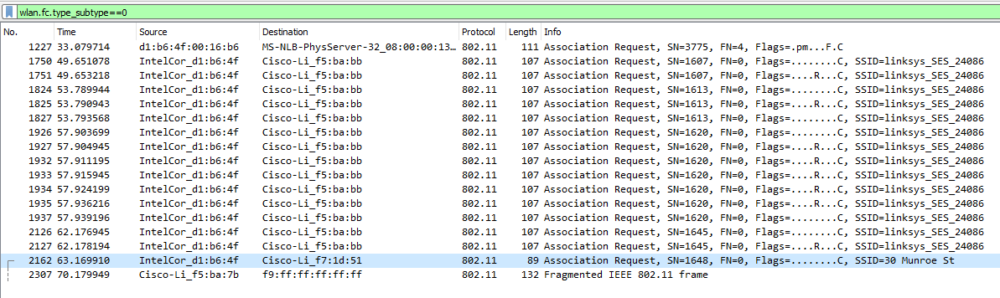 wlan.fc.type_subtype==0
No. Time Source Destination Protocol Length Info
1227 33.079714 d1:b6:4f:00:16:b6 MS-NLB-PhysServer-32_08:00:00:13… 802.11 111 Association Request, SN=3775, FN=4, Flags=.pm...F.C
1750 49.651078 IntelCor_d1:b6:4f Cisco-Li_f5:ba:bb 802.11 107 Association Request, SN=1607, FN=0, Flags=........C, SSID=linksys_SES_24086
1751 49.653218 IntelCor_d1:b6:4f Cisco-Li_f5:ba:bb 802.11 107 Association Request, SN=1607, FN=0, Flags=....R...C, SSID=linksys_SES_24086
1824 53.789944 IntelCor_d1:b6:4f Cisco-Li_f5:ba:bb 802.11 107 Association Request, SN=1613, FN=0, Flags=....R...C, SSID=linksys_SES_24086
1825 53.790943 IntelCor_d1:b6:4f Cisco-Li_f5:ba:bb 802.11 107 Association Request, SN=1613, FN=0, Flags=....R...C, SSID=linksys_SES_24086
1827 53.793568 IntelCor_d1:b6:4f Cisco-Li_f5:ba:bb 802.11 107 Association Request, SN=1613, FN=0, Flags=....R...C, SSID=linksys_SES_24086
1926 57.903699 IntelCor_d1:b6:4f Cisco-Li_f5:ba:bb 802.11 107 Association Request, SN=1620, FN=0, Flags=........C, SSID=linksys_SES_24086
1927 57.904945 IntelCor_d1:b6:4f Cisco-Li_f5:ba:bb 802.11 107 Association Request, SN=1620, FN=0, Flags=....R...C, SSID=linksys_SES_24086
1932 57.911195 IntelCor_d1:b6:4f Cisco-Li_f5:ba:bb 802.11 107 Association Request, SN=1620, FN=0, Flags=....R...C, SSID=linksys_SES_24086
1933 57.915945 IntelCor_d1:b6:4f Cisco-Li_f5:ba:bb 802.11 107 Association Request, SN=1620, FN=0, Flags=....R...C, SSID=linksys_SES_24086
1934 57.924199 IntelCor_d1:b6:4f Cisco-Li_f5:ba:bb 802.11 107 Association Request, SN=1620, FN=0, Flags=....R...C, SSID=linksys_SES_24086
1935 57.936216 IntelCor_d1:b6:4f Cisco-Li_f5:ba:bb 802.11 107 Association Request, SN=1620, FN=0, Flags=....R...C, SSID=linksys_SES_24086
1937 57.939196 IntelCor_d1:b6:4f Cisco-Li_f5:ba:bb 802.11 107 Association Request, SN=1620, FN=0, Flags=........C, SSID=linksys_SES_24086
2126 62.176945 IntelCor_d1:b6:4f Cisco-Li_f5:ba:bb 802.11 107 Association Request, SN=1645, FN=0, Flags=........C, SSID=linksys_SES_24086
2127 62.178194 IntelCor_d1:b6:4f Cisco-Li_f5:ba:bb 802.11 107 Association Request, SN=1645, FN=0, Flags=....R...C, SSID=linksys_SES_24086
2162 63.169910 IntelCor_d1:b6:4f Cisco-Li_f7:1d:51 802.11 89 Association Request, SN=1648, FN=0, Flags=........C, SSID=30 Munroe St
2307 70.179949 Cisco-Li_f5:ba:7b f9:ff:ff:ff:ff:ff 802.11 132 Fragmented IEEE 802.11 frame